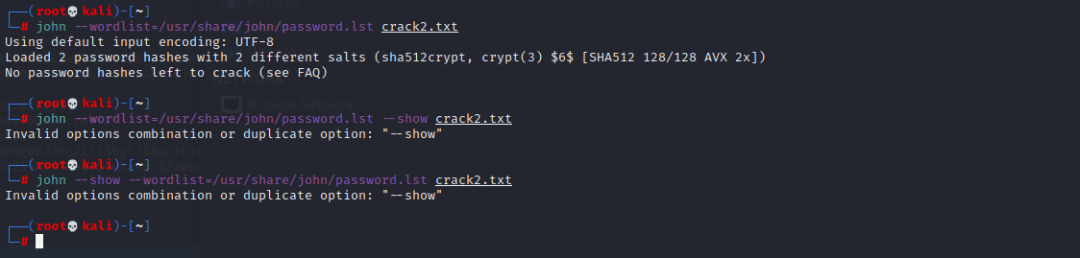 Pictures
┌──(root💀kali)-[~]
└─# john --wordlist=/usr/share/john/password.lst crack2.txt
Using default input encoding: UTF-8
Loaded 2 password hashes with 2 different salts (sha512crypt, crypt(3) $6$ [SHA512 128/128 AVX 2x])
No password hashes left to crack (see FAQ)
Browse Network
┌──(root💀kali)-[~]
└─# john --wordlist=/usr/share/john/password.lst --show crack2.txt
Invalid options combination or duplicate option: "--show"
┌──(root💀kali)-[~]
└─# john --show --wordlist=/usr/share/john/password.lst crack2.txt
Invalid options combination or duplicate option: "--show"
┌──(root💀kali)-[~]
└─#